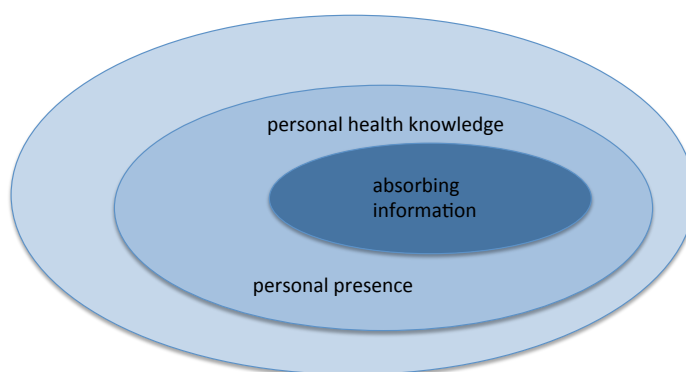 personal health knowledge
absorbing
information
personal presence